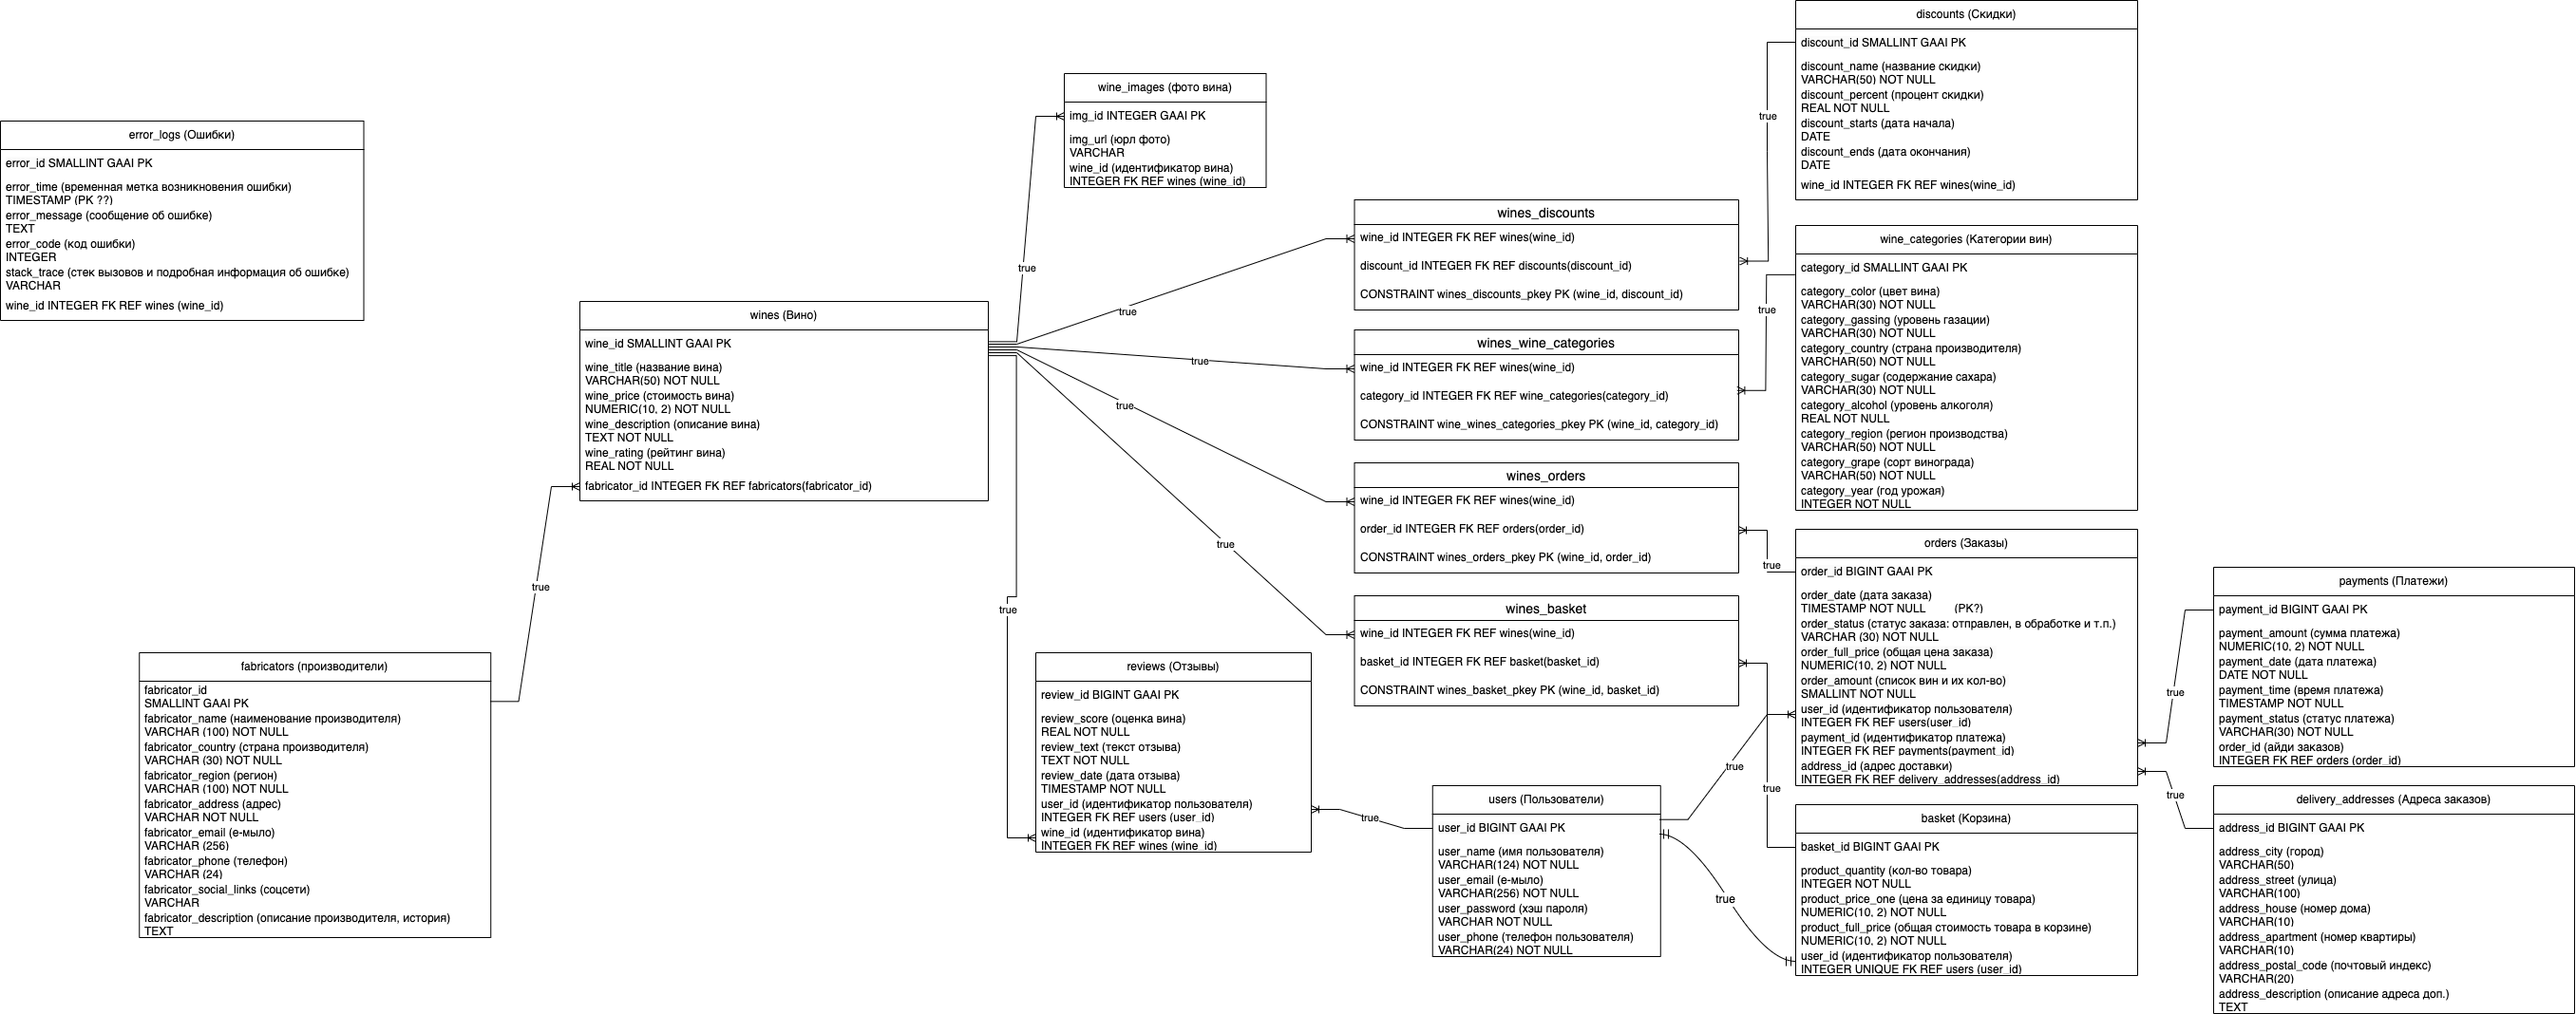 discounts (Скидки)
discount_id SMALLINT GAAI PK
discount_name (название скидки)
VARCHAR(50) NOT NULL
discount_percent (процент скидки)
REAL NOT NULL
discount_starts (дата начала)
DATE
discount_ends (дата окончания)
DATE
wine_id INTEGER FK REF wines(wine_id)
true
wine_images (фото вина)
img_id INTEGER GAAI PK
img_url (юрл фото)
VARCHAR
wine_id (идентификатор вина)
INTEGER FK REF wines (wine_id)
true
error_logs (Ошибки)
error_id SMALLINT GAAI PK
error_time (временная метка возникновения ошибки)
TIMESTAMP (PK ??)
error_message (сообщение об ошибке)
TEXT
error_code (код ошибки)
INTEGER
stack_trace (стек вызовов и подробная информация об ошибке)
VARCHAR
wine_id INTEGER FK REF wines (wine_id)
wines_discounts
wine_id INTEGER FK REF wines(wine_id)
discount_id INTEGER FK REF discounts(discount_id)
CONSTRAINT wines_discounts_pkey PK (wine_id, discount_id)
true
wine_categories (Категории вин)
category_id SMALLINT GAAI PK
category_color (цвет вина)
VARCHAR(30) NOT NULL
category_gassing (уровень газации)
VARCHAR(30) NOT NULL
category_country (страна производителя)
VARCHAR(50) NOT NULL
category_sugar (содержание сахара)
VARCHAR(30) NOT NULL
category_alcohol (уровень алкоголя)
REAL NOT NULL
category_region (регион производства)
VARCHAR(50) NOT NULL
category_grape (сорт винограда)
VARCHAR(50) NOT NULL
category_year (год урожая)
INTEGER NOT NULL
true
wines (Вино)
wine_id SMALLINT GAAI PK
wine_title (название вина)
VARCHAR(50) NOT NULL
wine_price (стоимость вина)
NUMERIC(10, 2) NOT NULL
wine_description (описание вина)
TEXT NOT NULL
wine_rating (рейтинг вина)
REAL NOT NULL
fabricator_id INTEGER FK REF fabricators(fabricator_id)
wines_wine_categories
wine_id INTEGER FK REF wines(wine_id)
category_id INTEGER FK REF wine_categories(category_id)
CONSTRAINT wine_wines_categories_pkey PK (wine_id, category_id)
true
true
wines_orders
wine_id INTEGER FK REF wines(wine_id)
order_id INTEGER FK REF orders(order_id)
CONSTRAINT wines_orders_pkey PK (wine_id, order_id)
true
true
orders (Заказы)
order_id BIGINT GAAI PK
order_date (дата заказа)
TIMESTAMP NOT NULL (PK?)
order_status (статус заказа: отправлен, в обработке и т.п.)
VARCHAR (30) NOT NULL
order_full_price (общая цена заказа)
NUMERIC(10, 2) NOT NULL
order_amount (список вин и их кол-во)
SMALLINT NOT NULL
user_id (идентификатор пользователя)
INTEGER FK REF users(user_id)
payment_id (идентификатор платежа)
INTEGER FK REF payments(payment_id)
address_id (адрес доставки)
INTEGER FK REF delivery_addresses(address_id)
payments (Платежи)
payment_id BIGINT GAAI PK
payment_amount (сумма платежа)
NUMERIC(10, 2) NOT NULL
payment_date (дата платежа)
DATE NOT NULL
payment_time (время платежа)
TIMESTAMP NOT NULL
payment_status (статус платежа)
VARCHAR(30) NOT NULL
order_id (айди заказов)
INTEGER FK REF orders (order_id)
true
true
true
wines_basket
wine_id INTEGER FK REF wines(wine_id)
basket_id INTEGER FK REF basket(basket_id)
CONSTRAINT wines_basket_pkey PK (wine_id, basket_id)
fabricators (производители)
fabricator_id
SMALLINT GAAI PK
fabricator_name (наименование производителя)
VARCHAR (100) NOT NULL
fabricator_country (страна производителя)
VARCHAR (30) NOT NULL
fabricator_region (регион)
VARCHAR (100) NOT NULL
fabricator_address (адрес)
VARCHAR NOT NULL
fabricator_email (е-мыло)
VARCHAR (256)
fabricator_phone (телефон)
VARCHAR (24)
fabricator_social_links (соцсети)
VARCHAR
fabricator_description (описание производителя, история)
TEXT
reviews (Отзывы)
review_id BIGINT GAAI PK
review_score (оценка вина)
REAL NOT NULL
review_text (текст отзыва)
TEXT NOT NULL
review_date (дата отзыва)
TIMESTAMP NOT NULL
user_id (идентификатор пользователя)
INTEGER FK REF users (user_id)
wine_id (идентификатор вина)
INTEGER FK REF wines (wine_id)
true
true
true
true
users (Пользователи)
user_id BIGINT GAAI PK
user_name (имя пользователя)
VARCHAR(124) NOT NULL
user_email (е-мыло)
VARCHAR(256) NOT NULL
user_password (хэш пароля)
VARCHAR NOT NULL
user_phone (телефон пользователя)
VARCHAR(24) NOT NULL
true
basket (Корзина)
basket_id BIGINT GAAI PK
product_quantity (кол-во товара)
INTEGER NOT NULL
product_price_one (цена за единицу товара)
NUMERIC(10, 2) NOT NULL
product_full_price (общая стоимость товара в корзине)
NUMERIC(10, 2) NOT NULL
user_id (идентификатор пользователя)
INTEGER UNIQUE FK REF users (user_id)
delivery_addresses (Адреса заказов)
address_id BIGINT GAAI PK
address_city (город)
VARCHAR(50)
address_street (улица)
VARCHAR(100)
address_house (номер дома)
VARCHAR(10)
address_apartment (номер квартиры)
VARCHAR(10)
address_postal_code (почтовый индекс)
VARCHAR(20)
address_description (описание адреса доп.)
TEXT